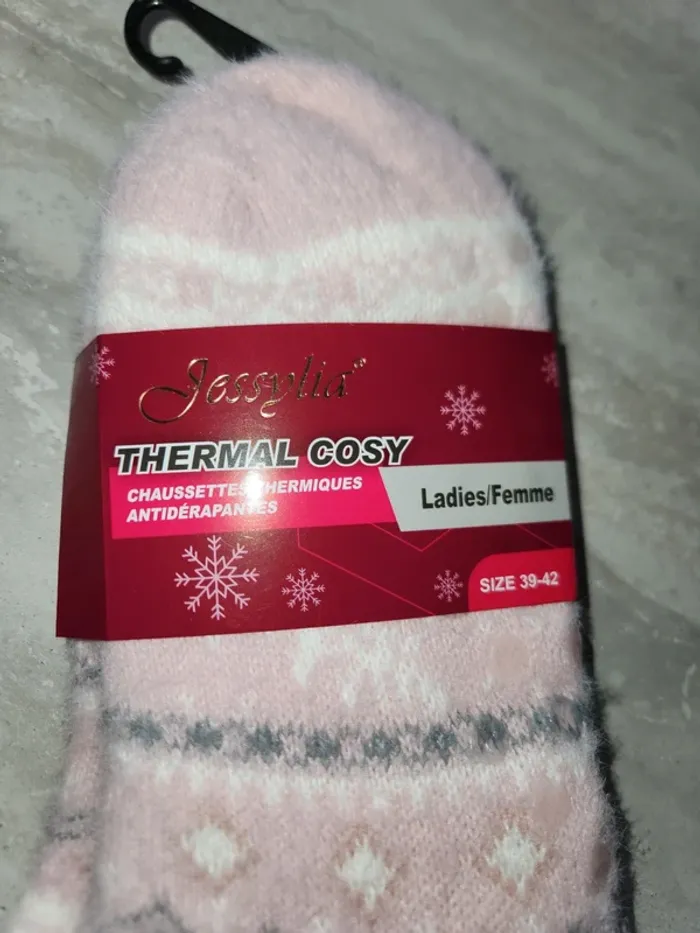 Jessylia®
THERMAL COSY
CHAUSSETTES THERMIQUES
ANTIDÉRAPANTES
Ladies/Femme
SIZE 39-42